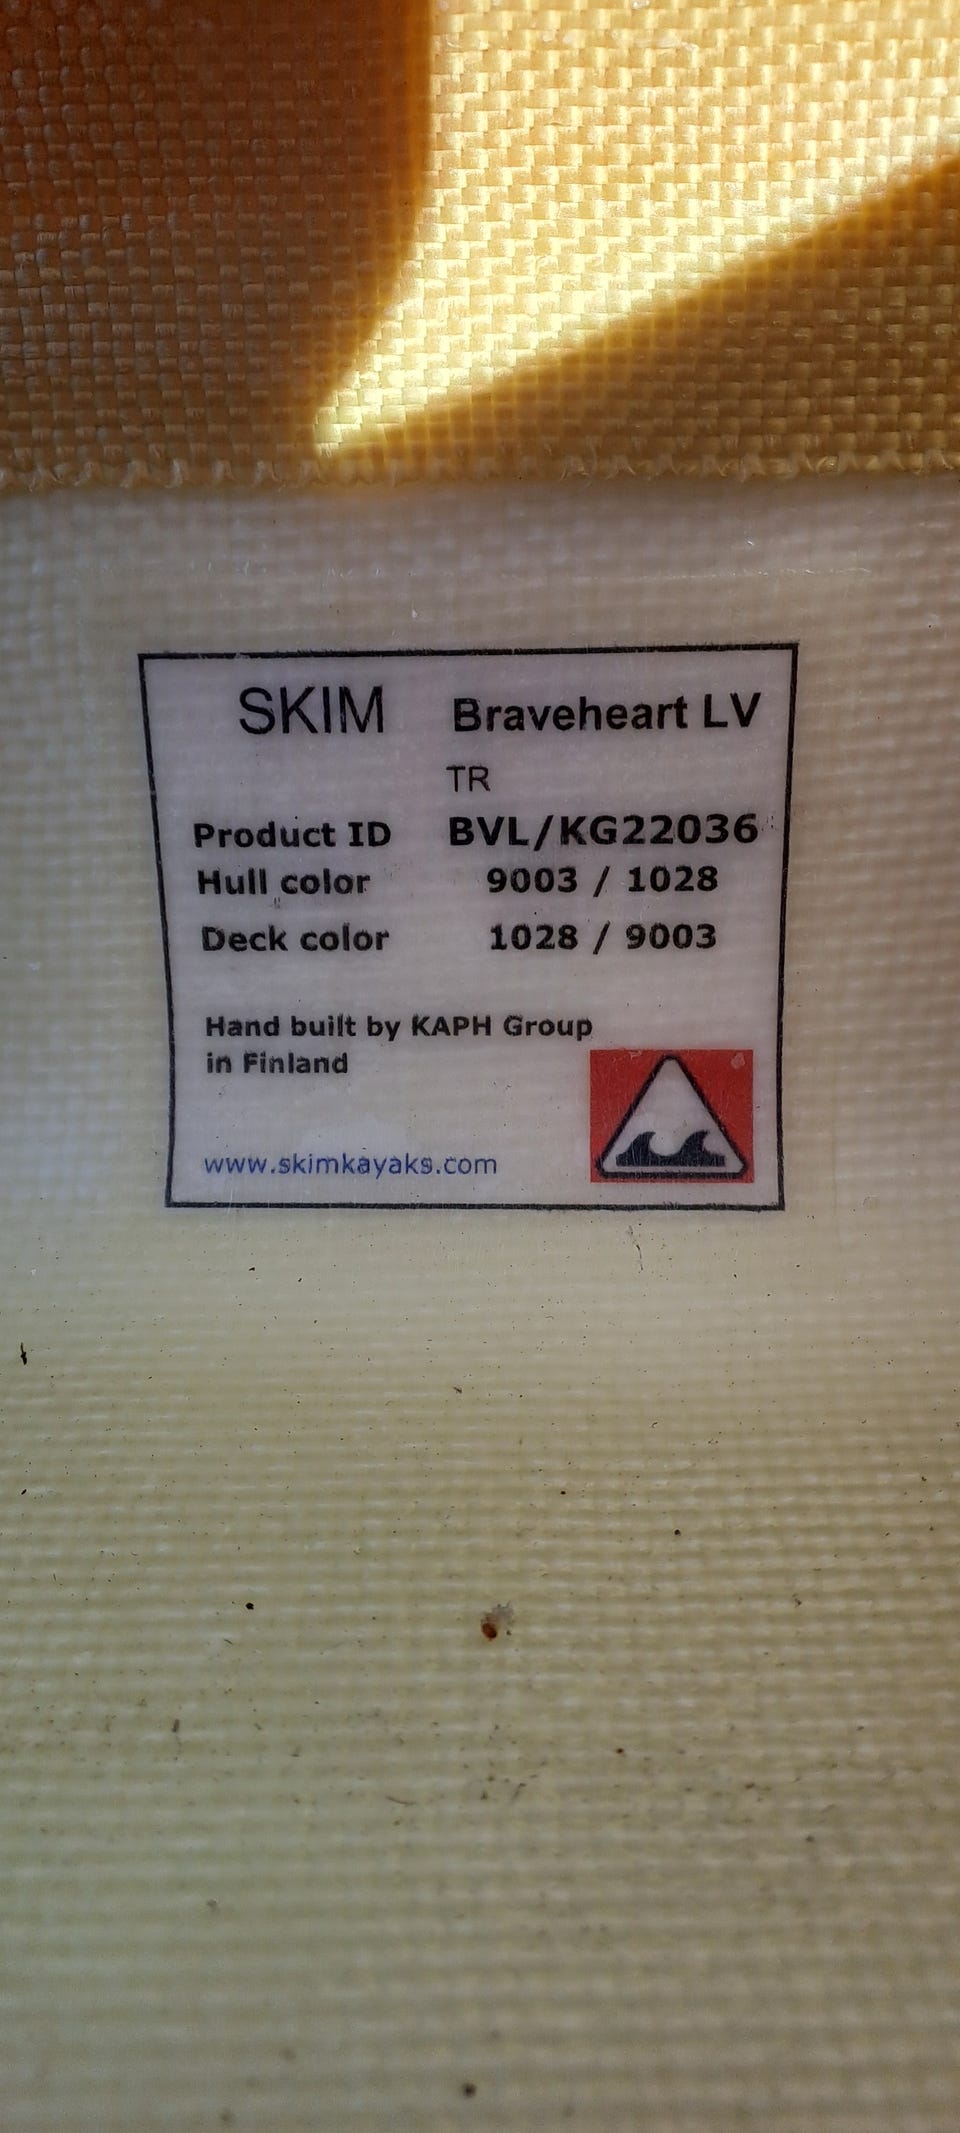 SKIM Braveheart LV
TR
Product ID BVL/KG22036
Hull color 9003 / 1028
Deck color 1028 / 9003
Hand built by KAPH Group
in Finland
www.skimkayaks.com